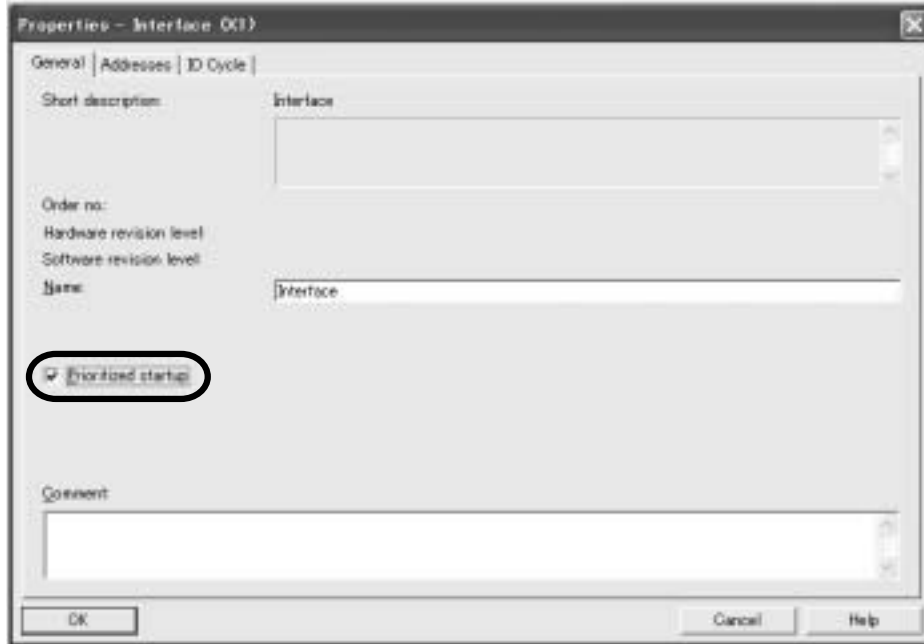 Properties - Interface (X1)
General Addresses IO Cycle
Short description: Interface
Order no.:
Hardware revision level
Software revision level
Name: Interface
Prioritized startup
Comment:
OK Cancel Help